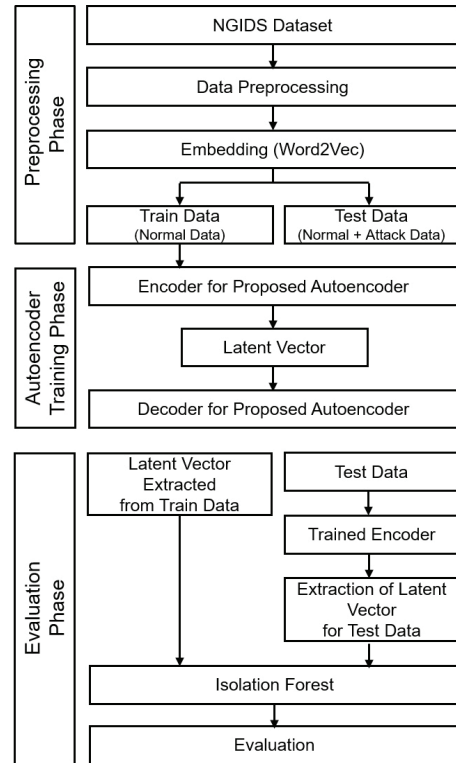 Preprocessing
Phase
NGIDS Dataset
Data Preprocessing
Embedding (Word2Vec)
Train Data
(Normal Data)
Test Data
(Normal + Attack Data)
Autoencoder
Training Phase
Encoder for Proposed Autoencoder
Latent Vector
Decoder for Proposed Autoencoder
Evaluation
Phase
Latent Vector
Extracted
from Train Data
Test Data
Trained Encoder
Extraction of Latent
Vector
for Test Data
Isolation Forest
Evaluation